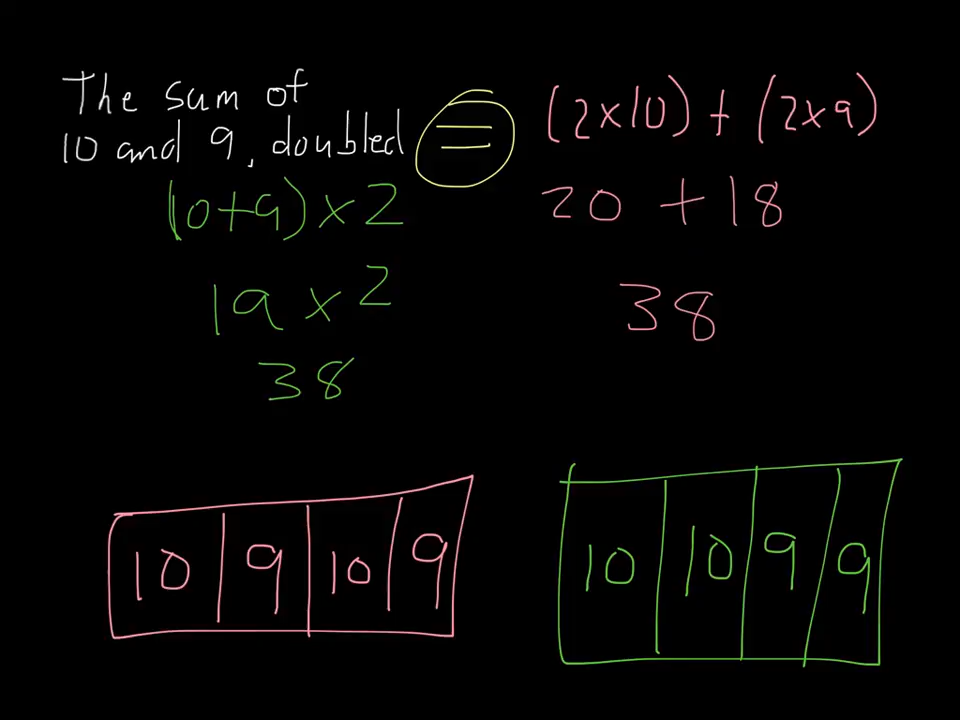 The sum of
10 and 9, doubled = (2x10) + (2x9)
(10+9) x 2
20 + 18
19 x 2
38
38
10 9 10 9
10 10 9 9